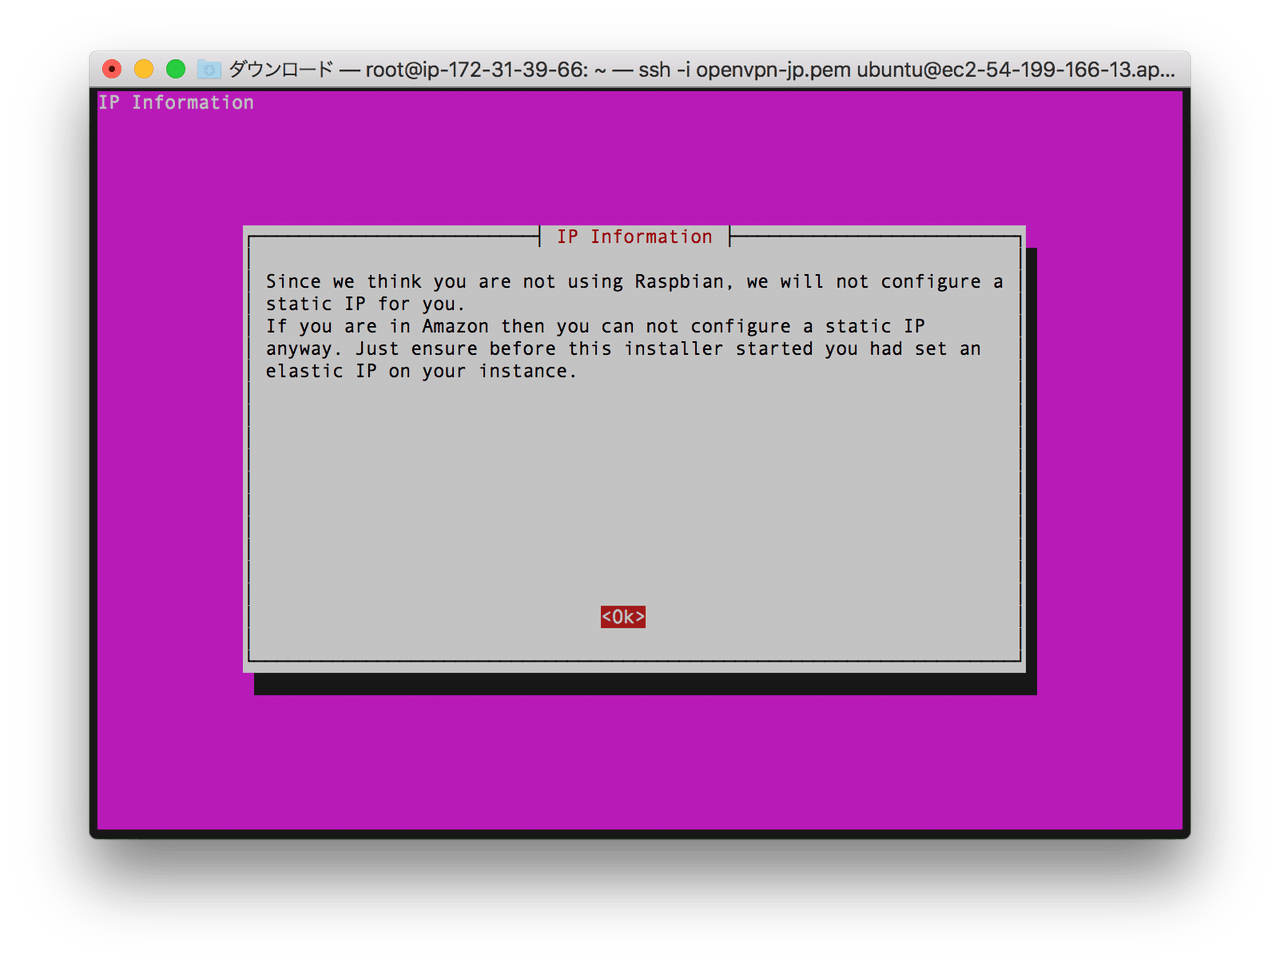 ダウンロード — root@ip-172-31-39-66: ~ — ssh -i openvpn-jp.pem ubuntu@ec2-54-199-166-13.ap...
IP Information
IP Information
Since we think you are not using Raspbian, we will not configure a
static IP for you.
If you are in Amazon then you can not configure a static IP
anyway. Just ensure before this installer started you had set an
elastic IP on your instance.
<Ok>